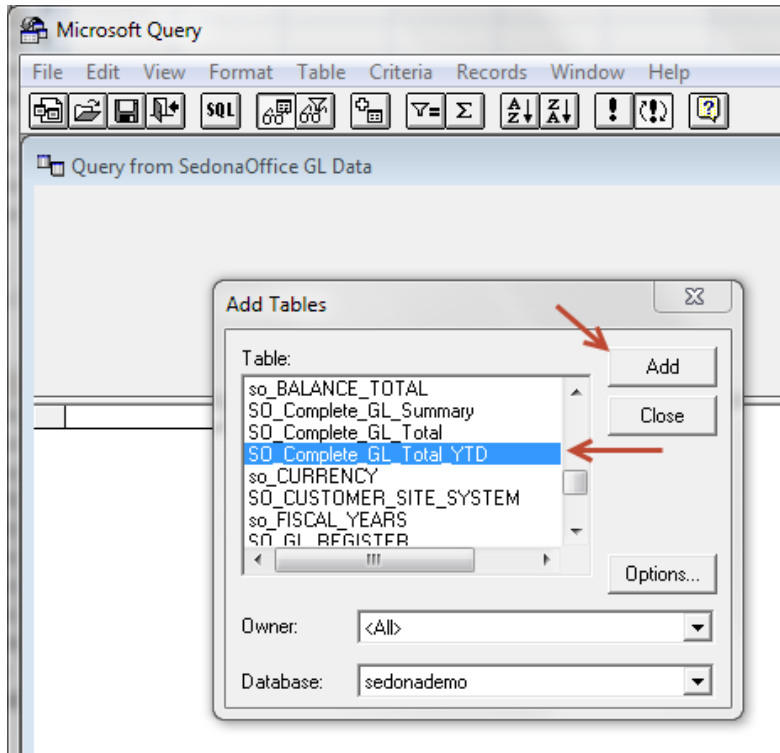 Microsoft Query
File Edit View Format Table Criteria Records Window Help
SQL
Query from SedonaOffice GL Data
Add Tables
Table:
Add
so_BALANCE_TOTAL
SO_Complete_GL_Summary
Close
SO_Complete_GL_Total
SO_Complete_GL_Total_YTD
so_CURRENCY
SO_CUSTOMER_SITE_SYSTEM
so_FISCAL_YEARS
SO_GL_REGISTER
Options...
Owner: <All>
Database: sedonademo